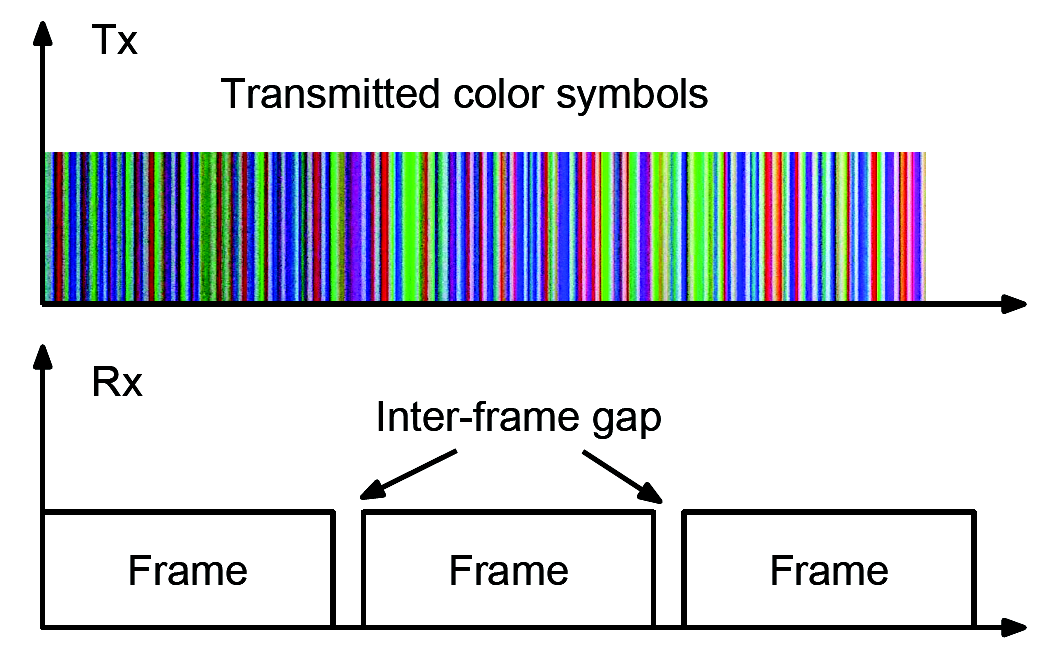 Tx
Transmitted color symbols
Rx
Inter-frame gap
Frame Frame Frame